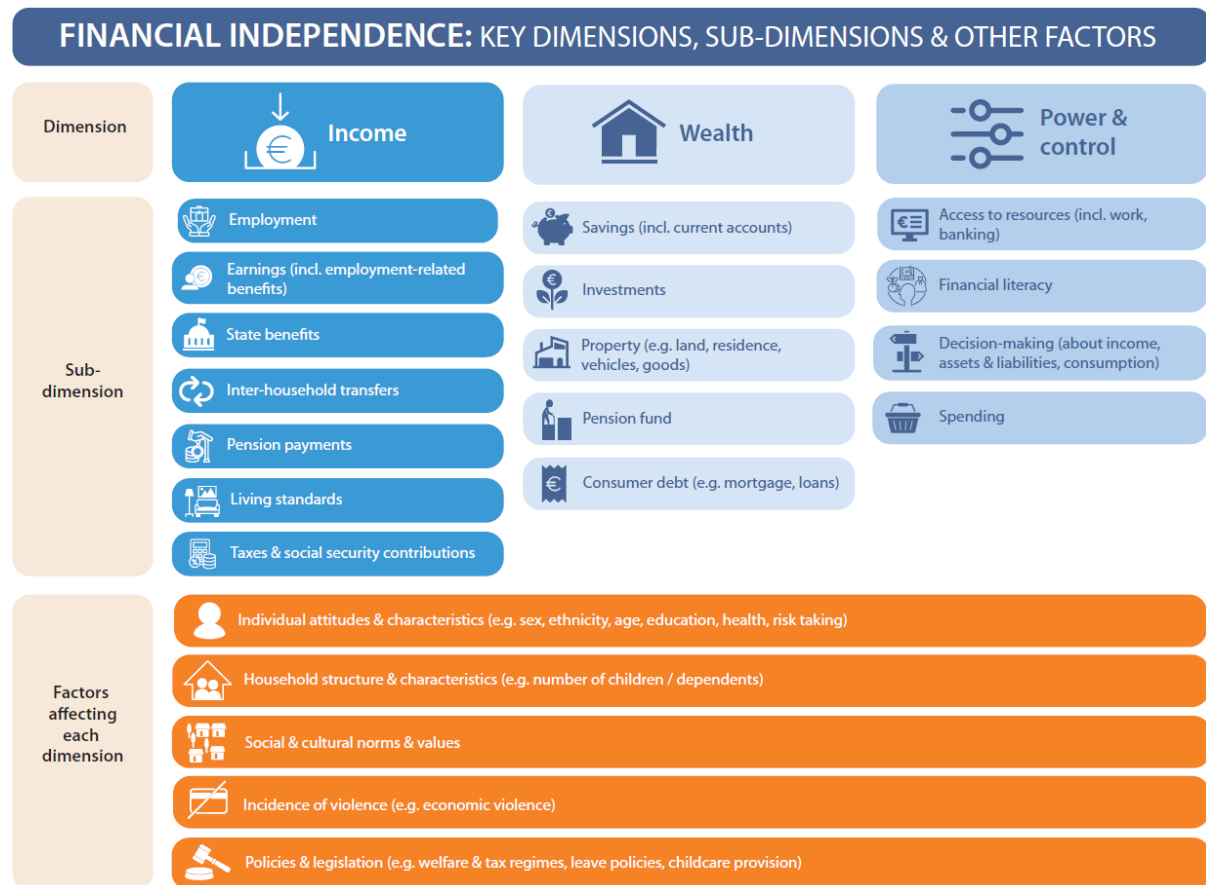 FINANCIAL INDEPENDENCE: KEY DIMENSIONS, SUB-DIMENSIONS & OTHER FACTORS
Dimension
Income
Wealth
Power &
control
Sub-
dimension
Employment
Earnings (incl. employment-related
benefits)
State benefits
Inter-household transfers
Pension payments
Living standards
Taxes & social security contributions
Savings (incl. current accounts)
Investments
Property (e.g. land, residence,
vehicles, goods)
Pension fund
Consumer debt (e.g. mortgage, loans)
Access to resources (incl. work,
banking)
Financial literacy
Decision-making (about income,
assets & liabilities, consumption)
Spending
Factors
affecting
each
dimension
Individual attitudes & characteristics (e.g. sex, ethnicity, age, education, health, risk taking)
Household structure & characteristics (e.g. number of children / dependents)
Social & cultural norms & values
Incidence of violence (e.g. economic violence)
Policies & legislation (e.g. welfare & tax regimes, leave policies, childcare provision)